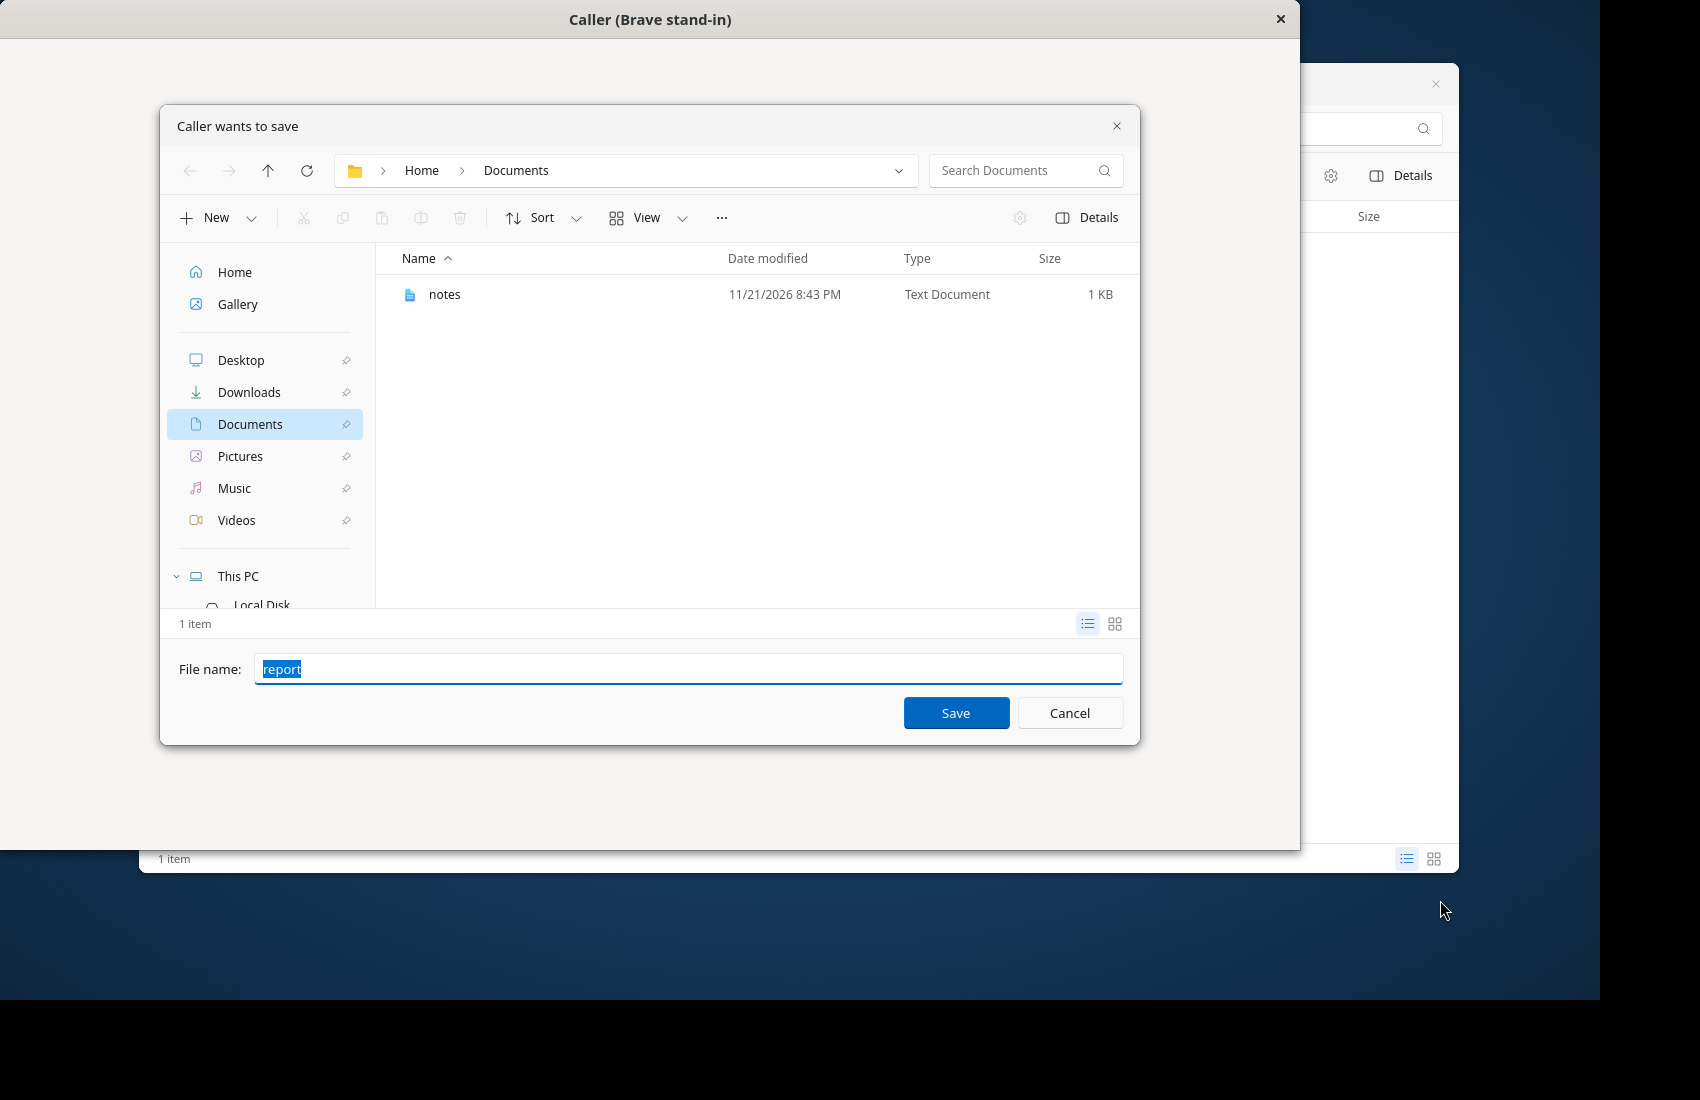 Caller (Brave stand-in)
Caller wants to save
Home
Documents
Search Documents
New
Sort
View
Details
Details
Name
Date modified
Type
Size
Size
Home
Gallery
Desktop
Downloads
Documents
Pictures
Music
Videos
This PC
Local Disk
notes
11/21/2026 8:43 PM
Text Document
1 KB
1 item
File name:
report
Save
Cancel
1 item